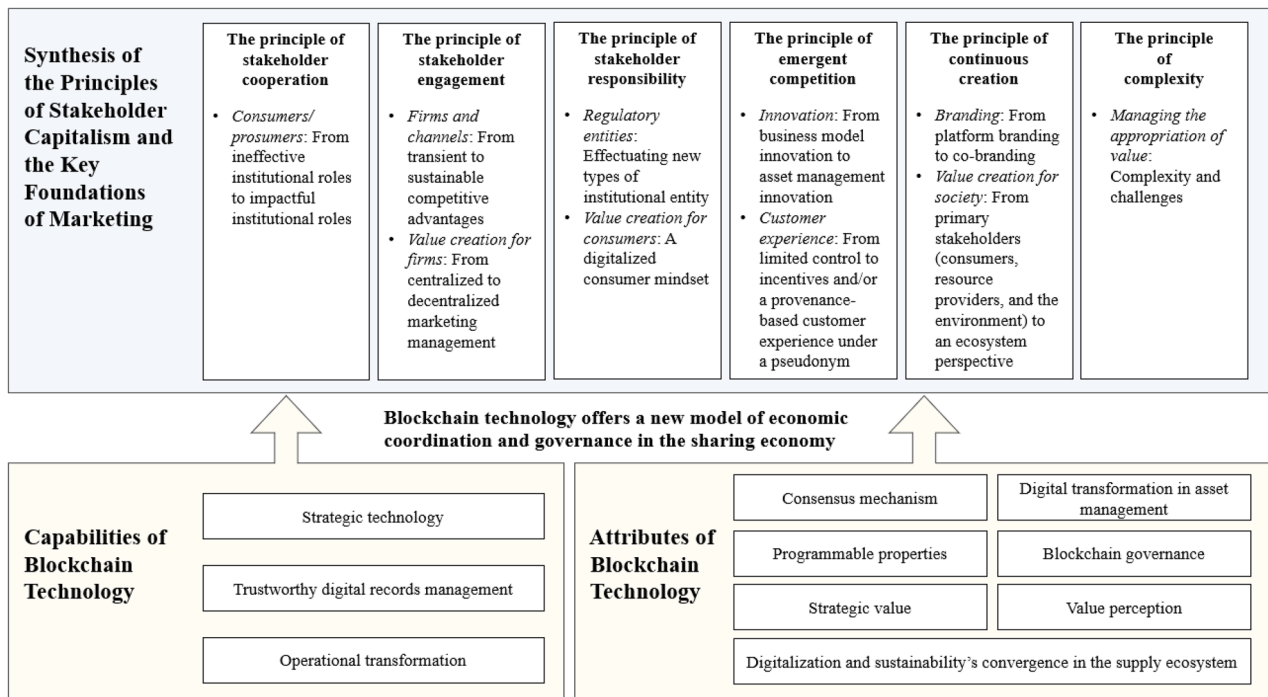 Synthesis of
the Principles
of Stakeholder
Capitalism and
the Key
Foundations
of Marketing
The principle of
stakeholder
cooperation
• Consumers/
prosumers: From
ineffective
institutional roles
to impactful
institutional roles
The principle of
stakeholder
engagement
• Firms and
channels: From
transient to
sustainable
competitive
advantages
• Value creation for
firms: From
centralized to
decentralized
marketing
management
The principle of
stakeholder
responsibility
• Regulatory
entities:
Effectuating new
types of
institutional entity
• Value creation for
consumers: A
digitalized
consumer mindset
The principle of
emergent
competition
• Innovation: From
business model
innovation to
asset management
innovation
• Customer
experience: From
limited control to
incentives and/or
a provenance-
based customer
experience under
a pseudonym
The principle of
continuous
creation
• Branding: From
platform branding
to co-branding
• Value creation for
society: From
primary
stakeholders
(consumers,
resource
providers, and the
environment) to
an ecosystem
perspective
The principle
of
complexity
• Managing the
appropriation of
value:
Complexity and
challenges
Blockchain technology offers a new model of economic
coordination and governance in the sharing economy
Capabilities of
Blockchain
Technology
Strategic technology
Trustworthy digital records management
Operational transformation
Attributes of
Blockchain
Technology
Consensus mechanism
Digital transformation in asset
management
Programmable properties
Blockchain governance
Strategic value
Value perception
Digitalization and sustainability's convergence in the supply ecosystem